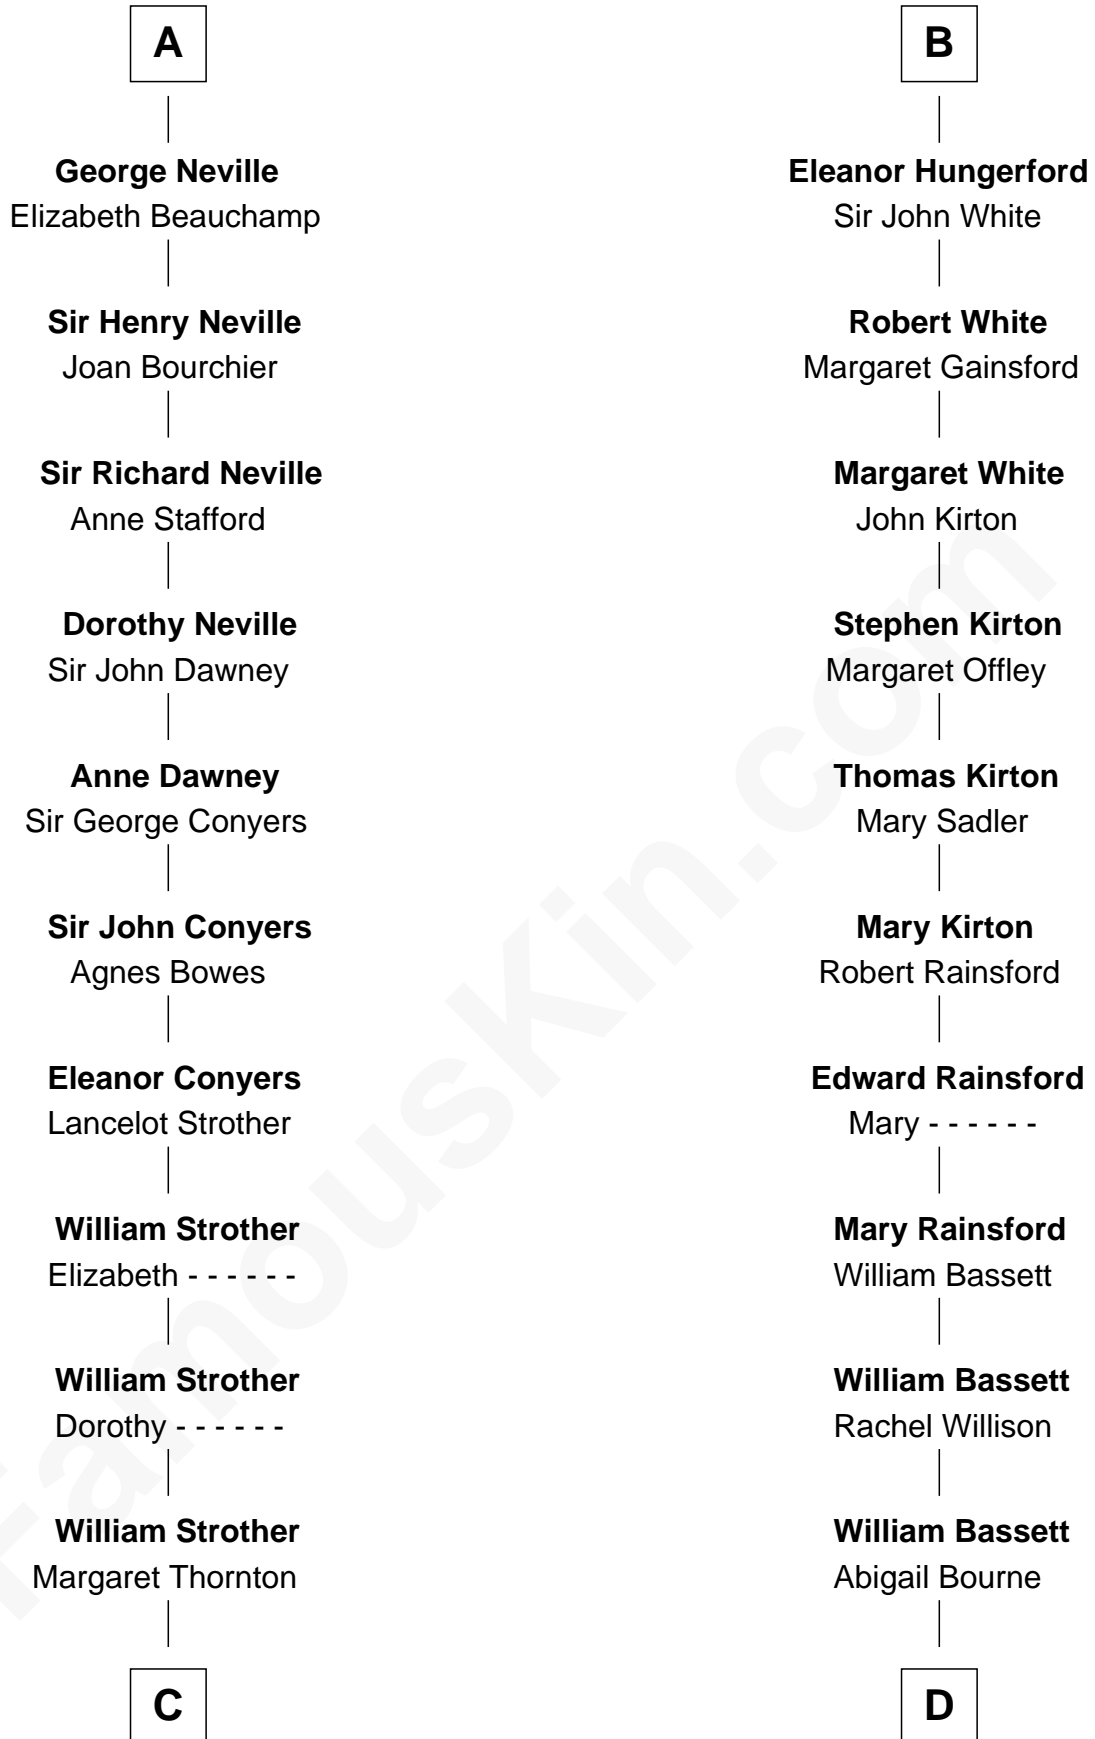 A
George Neville
Elizabeth Beauchamp
Sir Henry Neville
Joan Bourchier
Sir Richard Neville
Anne Stafford
Dorothy Neville
Sir John Dawney
Anne Dawney
Sir George Conyers
Sir John Conyers
Agnes Bowes
Eleanor Conyers
Lancelot Strother
William Strother
Elizabeth - - - - - -
William Strother
Dorothy - - - - - -
William Strother
Margaret Thornton
C
B
Eleanor Hungerford
Sir John White
Robert White
Margaret Gainsford
Margaret White
John Kirton
Stephen Kirton
Margaret Offley
Thomas Kirton
Mary Sadler
Mary Kirton
Robert Rainsford
Edward Rainsford
Mary - - - - - -
Mary Rainsford
William Bassett
William Bassett
Rachel Willison
William Bassett
Abigail Bourne
D
FamousKin.com